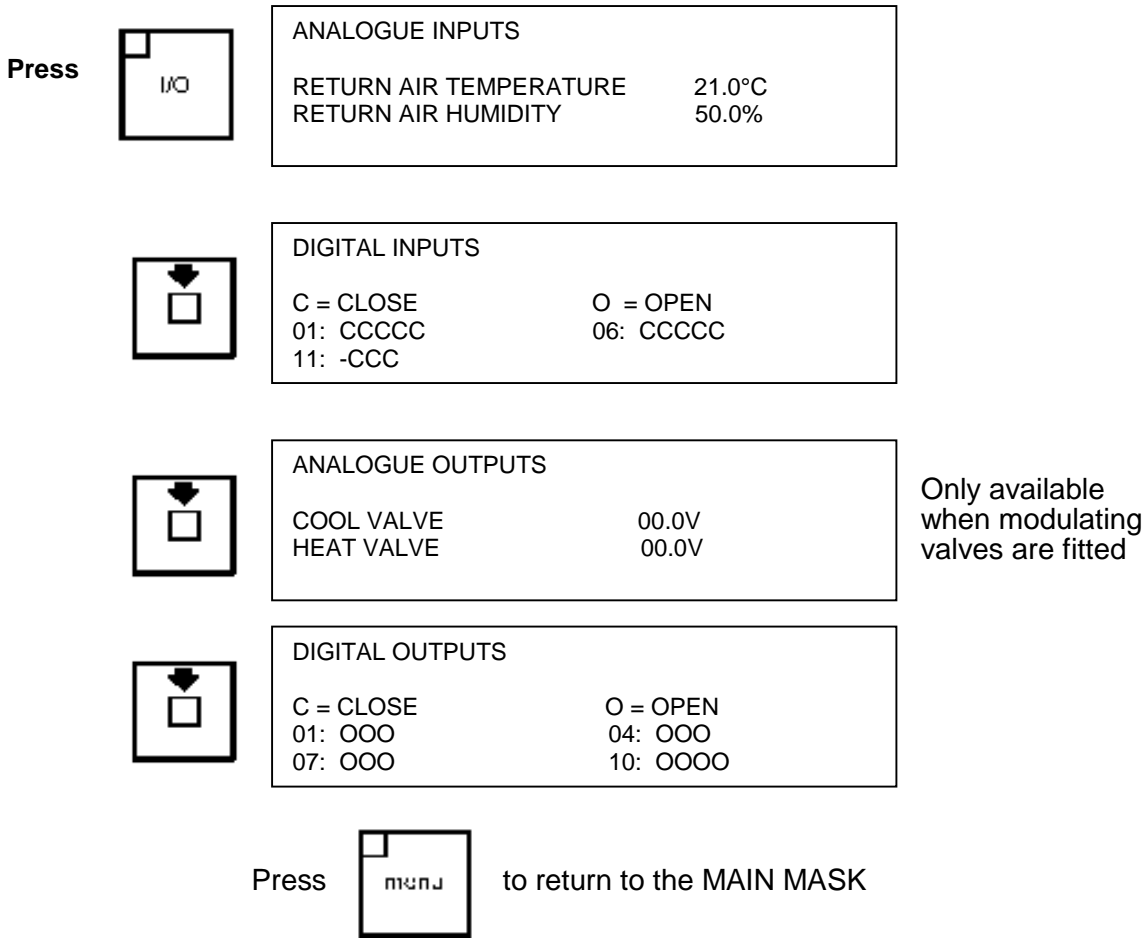 Press
I/O
ANALOGUE INPUTS
RETURN AIR TEMPERATURE 21.0°C
RETURN AIR HUMIDITY 50.0%
DIGITAL INPUTS
C = CLOSE O = OPEN
01: CCCCC 06: CCCCC
11: -CCC
ANALOGUE OUTPUTS
COOL VALVE 00.0V
HEAT VALVE 00.0V
Only available
when modulating
valves are fitted
DIGITAL OUTPUTS
C = CLOSE O = OPEN
01: OOO 04: OOO
07: OOO 10: OOOO
Press menu to return to the MAIN MASK